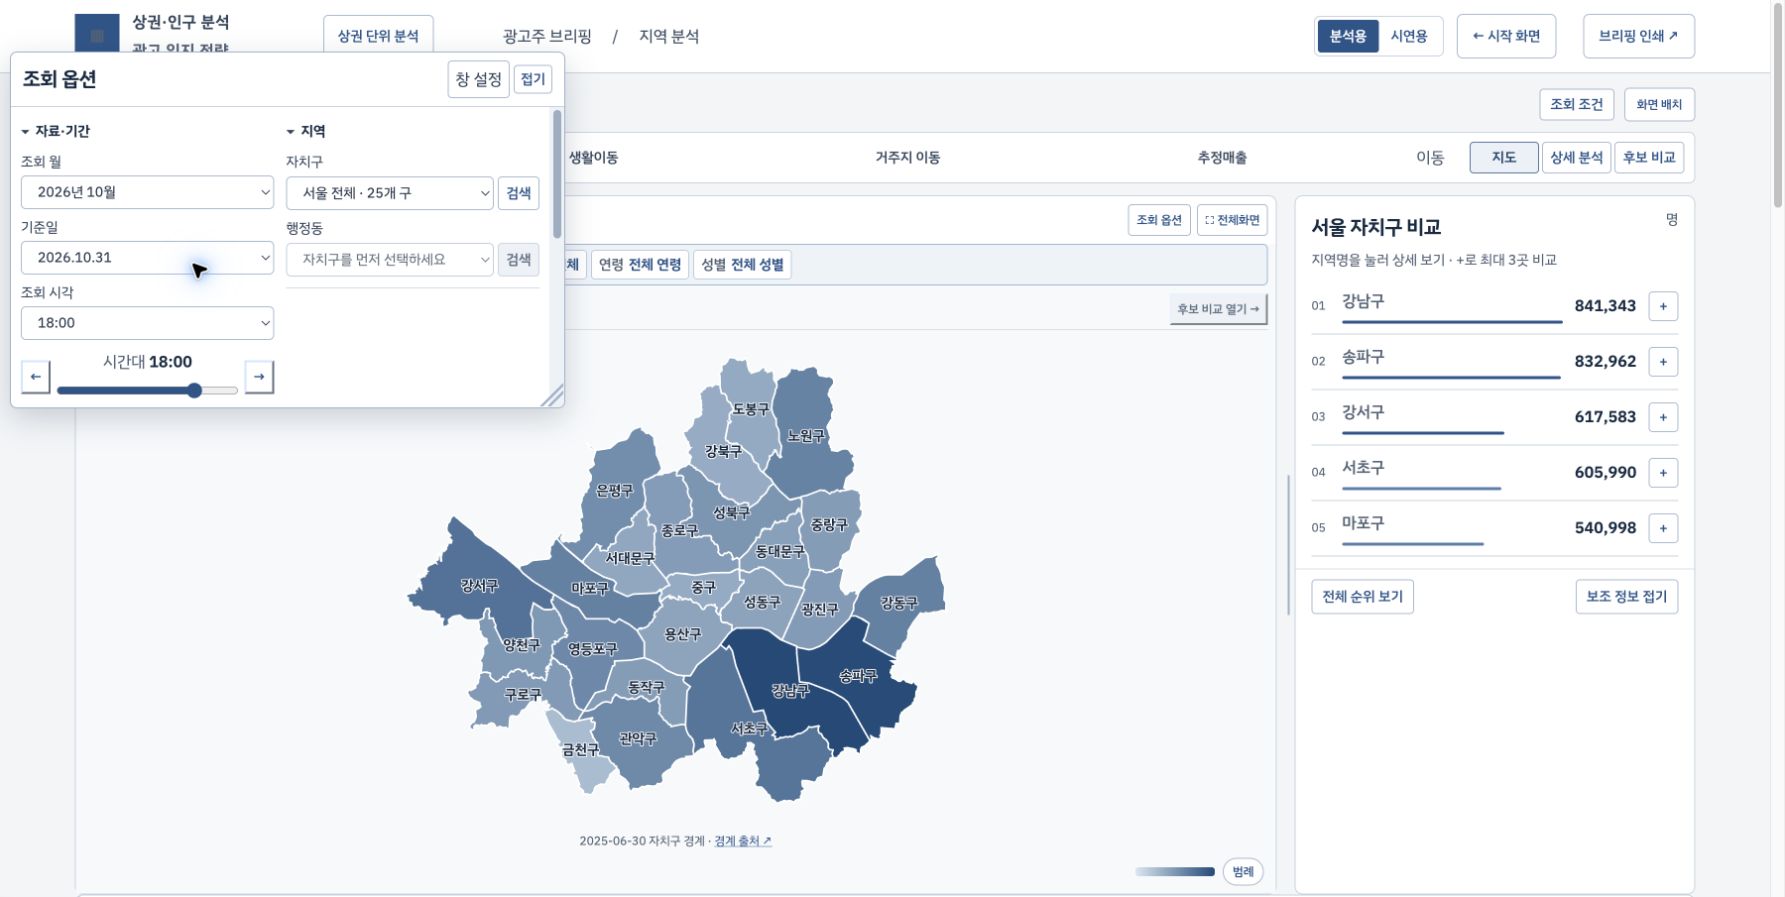 상권·인구 분석
광고 입지 전략
상권 단위 분석
광고주 브리핑 / 지역 분석
분석용 시연용
← 시작 화면
브리핑 인쇄 ↗
조회 옵션
창 설정
접기
자료·기간
조회 월
2026년 10월
기준일
2026.10.31
조회 시각
18:00
시간대 18:00
←
→
지역
자치구
서울 전체 · 25개 구
검색
행정동
자치구를 먼저 선택하세요
검색
조회 조건
화면 배치
생활이동
거주지 이동
추정매출
이동
지도
상세 분석
후보 비교
조회 옵션
전체화면
체
연령 전체 연령
성별 전체 성별
후보 비교 열기 →
도봉구
노원구
강북구
은평구
성북구
종로구
중랑구
동대문구
서대문구
강서구
마포구
중구
성동구
광진구
강동구
용산구
양천구
영등포구
송파구
동작구
강남구
구로구
서초구
관악구
금천구
2025-06-30 자치구 경계 · 경계 출처 ↗
범례
서울 자치구 비교
명
지역명을 눌러 상세 보기 · +로 최대 3곳 비교
01 강남구 841,343 +
02 송파구 832,962 +
03 강서구 617,583 +
04 서초구 605,990 +
05 마포구 540,998 +
전체 순위 보기
보조 정보 접기